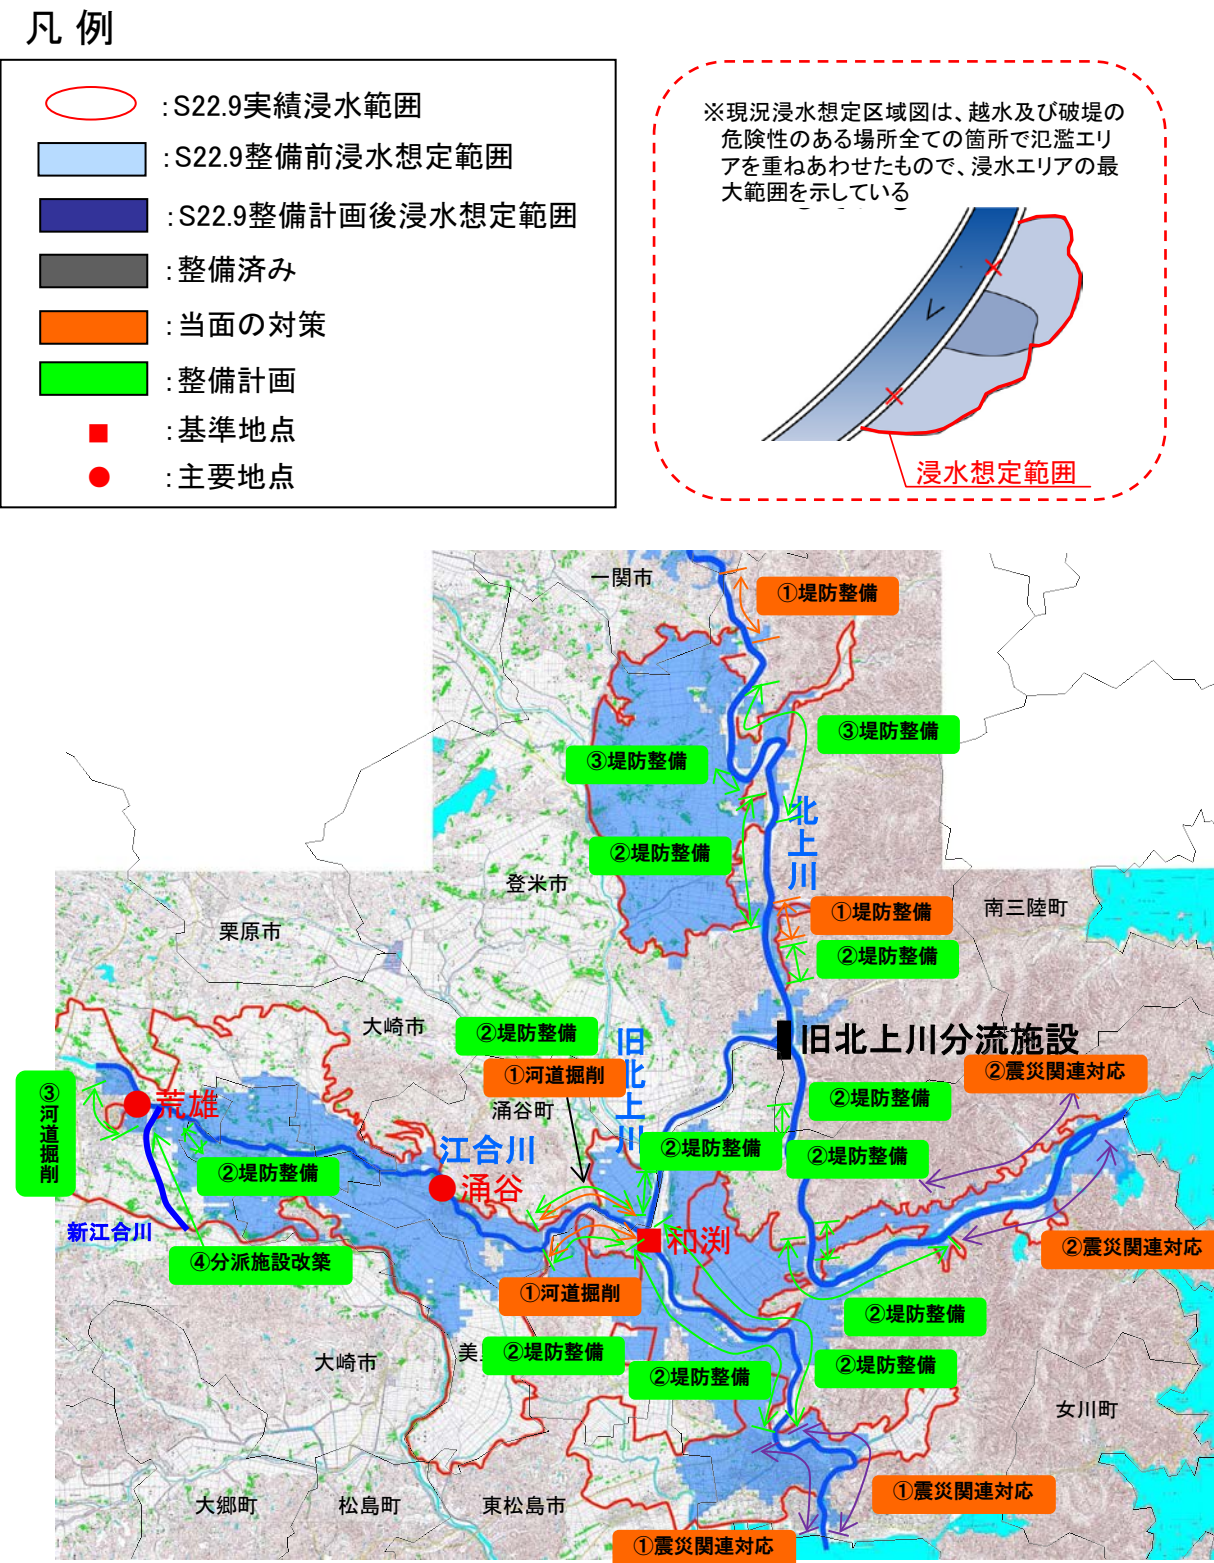 凡 例
:S22.9実績浸水範囲
:S22.9整備前浸水想定範囲
:S22.9整備計画後浸水想定範囲
:整備済み
:当面の対策
:整備計画
:基準地点
:主要地点
※現況浸水想定区域図は、越水及び破堤の
危険性のある場所全ての箇所で氾濫エリ
アを重ねあわせたもので、浸水エリアの最
大範囲を示している
浸水想定範囲
一関市
①堤防整備
③堤防整備
③堤防整備
北上川
②堤防整備
登米市
①堤防整備
南三陸町
栗原市
②堤防整備
大崎市
②堤防整備
旧北上川
旧北上川分流施設
①河道掘削
②震災関連対応
③河道掘削
荒雄
涌谷町
②堤防整備
江合川
②堤防整備
②堤防整備
②堤防整備
涌谷
新江合川
和渕
②震災関連対応
④分派施設改築
①河道掘削
②堤防整備
大崎市
美
②堤防整備
②堤防整備
②堤防整備
女川町
大郷町
松島町
東松島市
①震災関連対応
①震災関連対応